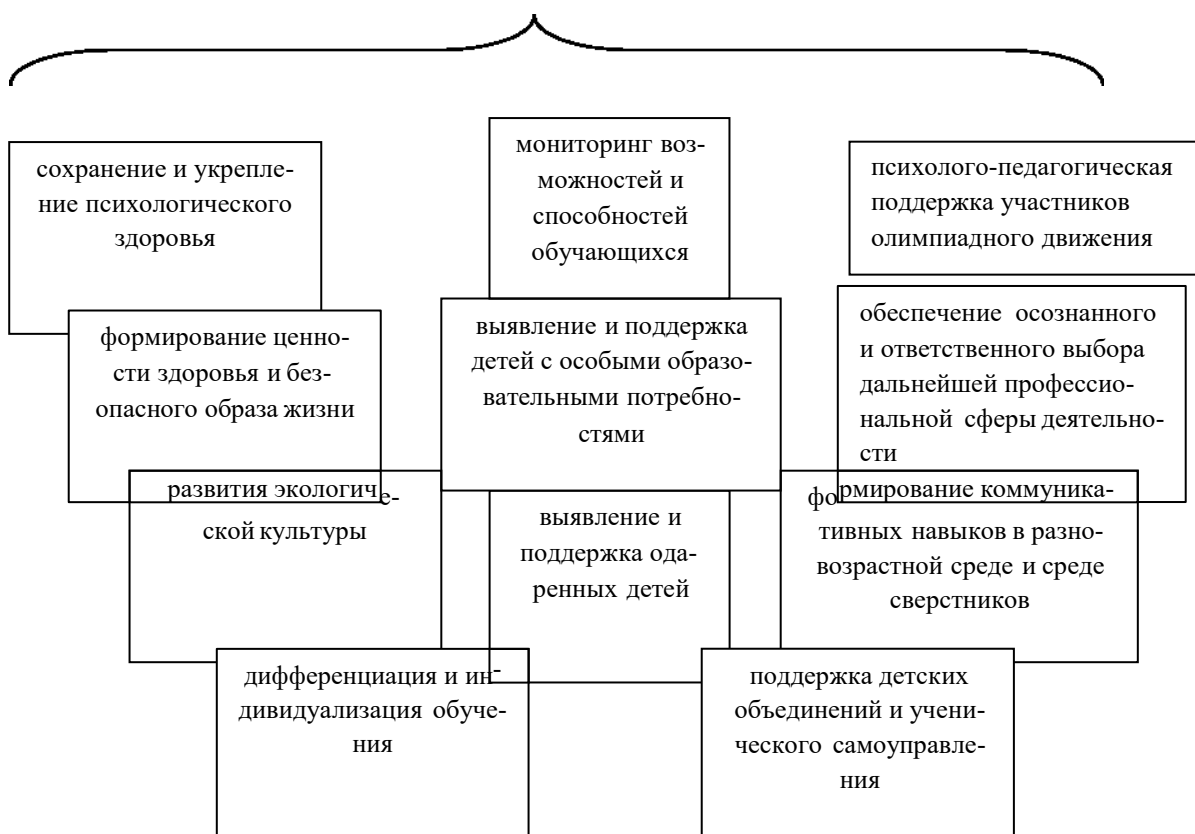 сохранение и укрепле-
ние психологического
здоровья
мониторинг воз-
можностей и
способностей
обучающихся
психолого-педагогическая
поддержка участников
олимпиадного движения
формирование ценно-
сти здоровья и без-
опасного образа жизни
выявление и поддержка
детей с особыми образо-
вательными потребно-
стями
обеспечение осознанного
и ответственного выбора
дальнейшей профессио-
нальной сферы деятельно-
сти
развития экологиче-
ской культуры
выявление и
поддержка ода-
ренных детей
формирование коммуника-
тивных навыков в разно-
возрастной среде и среде
сверстников
дифференциация и ин-
дивидуализация обуче-
ния
поддержка детских
объединений и учени-
ческого самоуправле-
ния